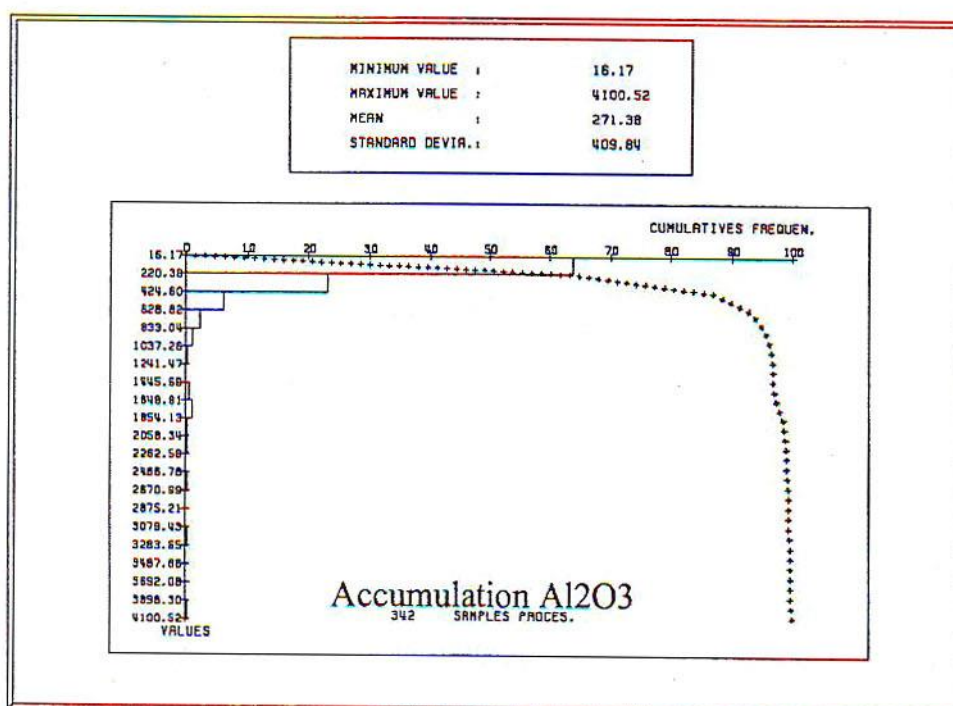 MINIMUM VALUE : 16.17
MAXIMUM VALUE : 4100.52
MEAN : 271.38
STANDARD DEVIA.: 409.84
CUMULATIVES FREQUEN.
0 10 20 30 40 50 60 70 80 90 100
16.17
220.39
424.60
628.82
833.04
1037.26
1241.47
1445.69
1649.91
1854.13
2058.34
2262.56
2466.78
2670.99
2875.21
3079.43
3283.65
3487.86
3692.08
3896.30
4100.52
VALUES
Accumulation Al2O3
342 SAMPLES PROCES.